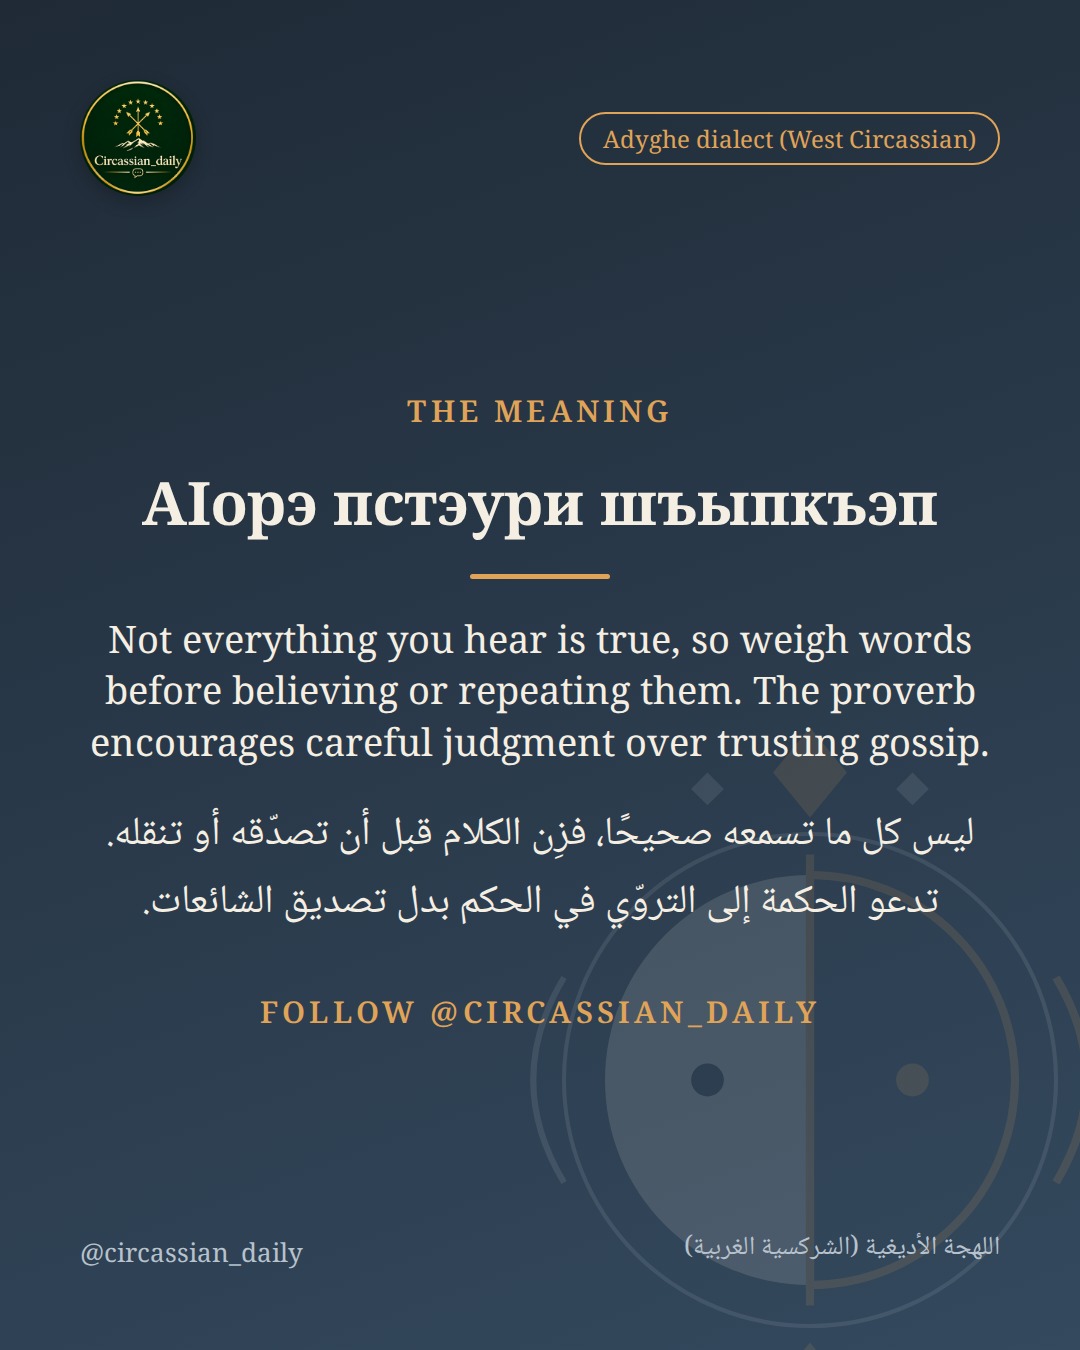 Circassian_daily
Adyghe dialect (West Circassian)
THE MEANING
АӀорэ пстэури шъыпкъэп
Not everything you hear is true, so weigh words
before believing or repeating them. The proverb
encourages careful judgment over trusting gossip.
ليس كل ما تسمعه صحيحًا، فزِن الكلام قبل أن تصدّقه أو تنقله.
تدعو الحكمة إلى التروّي في الحكم بدل تصديق الشائعات.
FOLLOW @CIRCASSIAN_DAILY
@circassian_daily
اللهجة الأديغية (الشركسية الغربية)